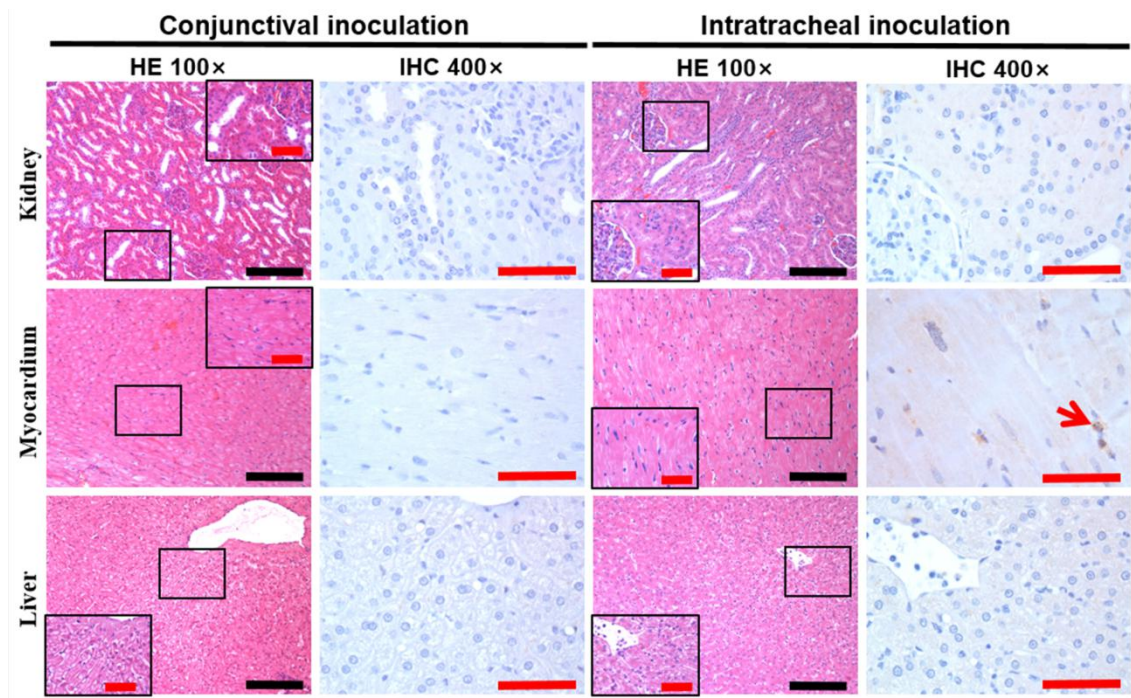 Conjunctival inoculation Intratracheal inoculation
HE 100× IHC 400× HE 100× IHC 400×
Kidney
Myocardium
Liver